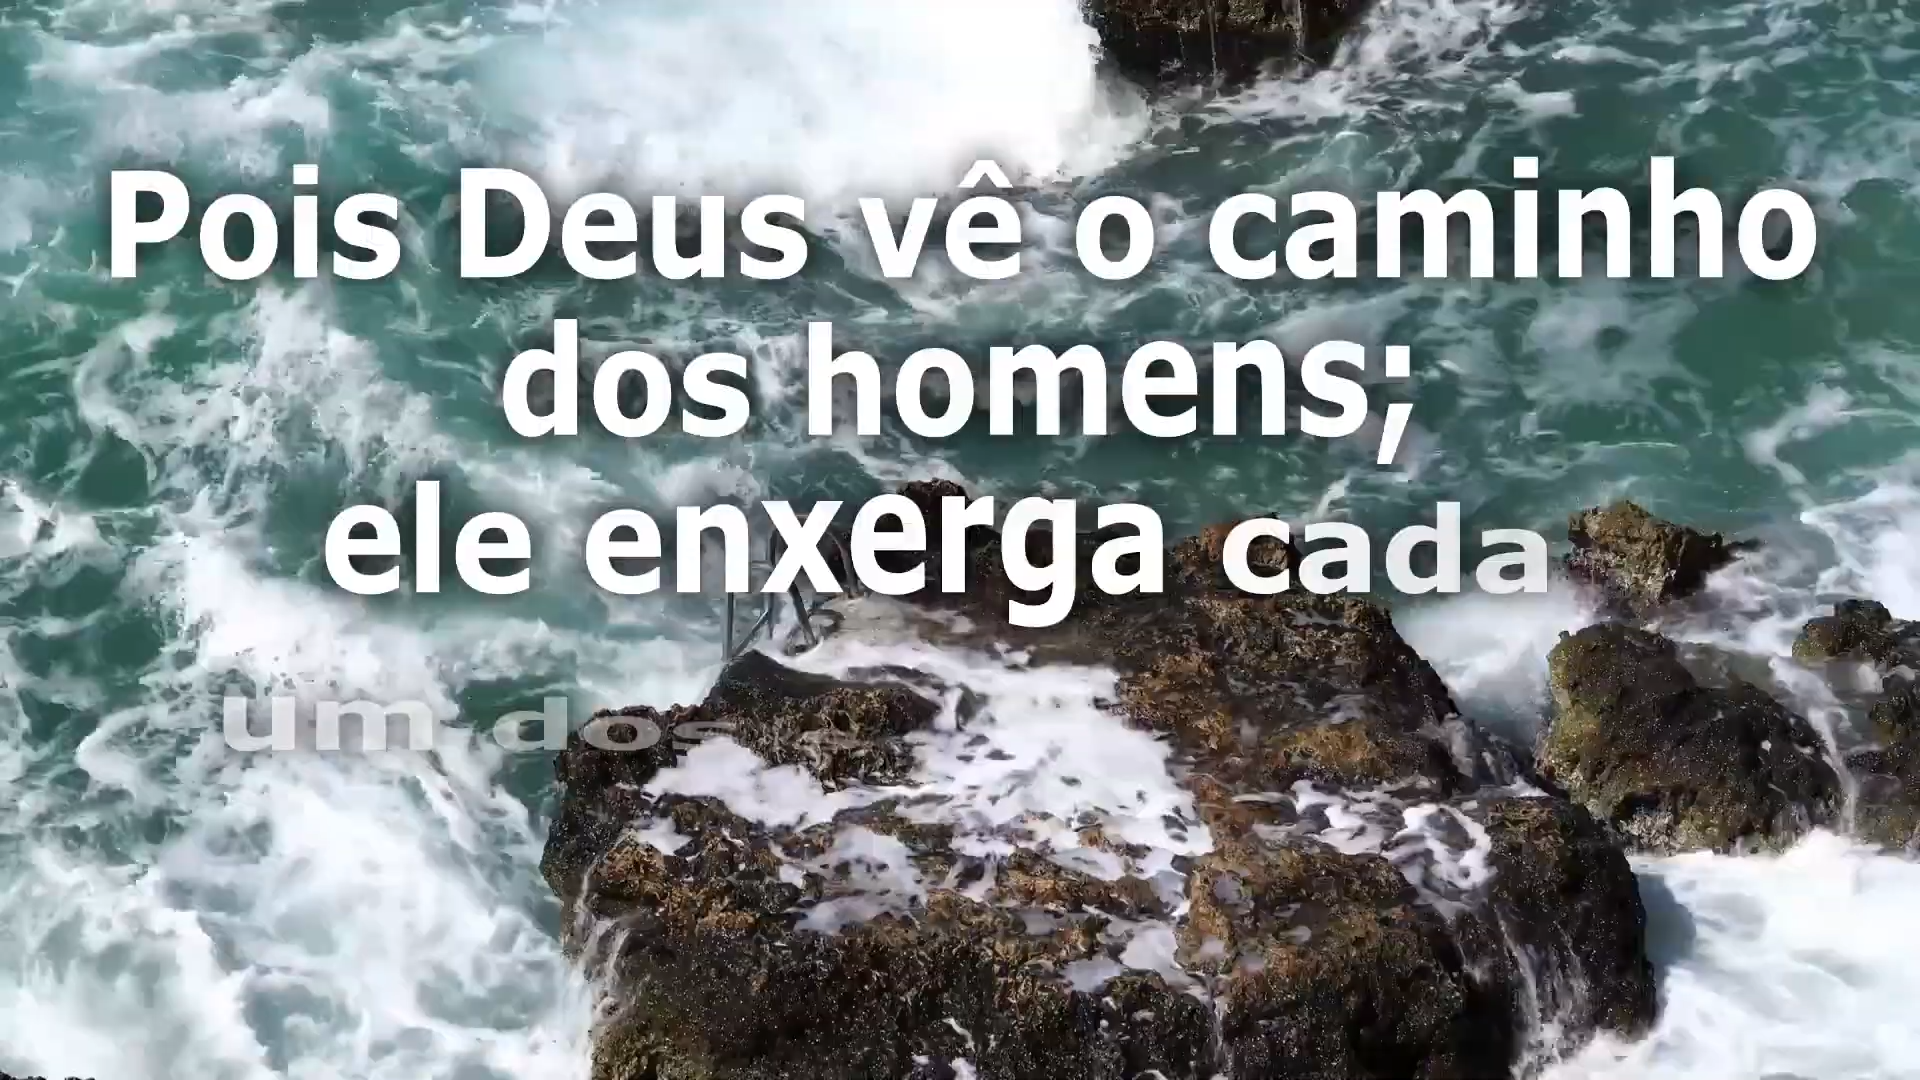 Pois Deus vê o caminho
dos homens;
ele enxerga cada
um dos